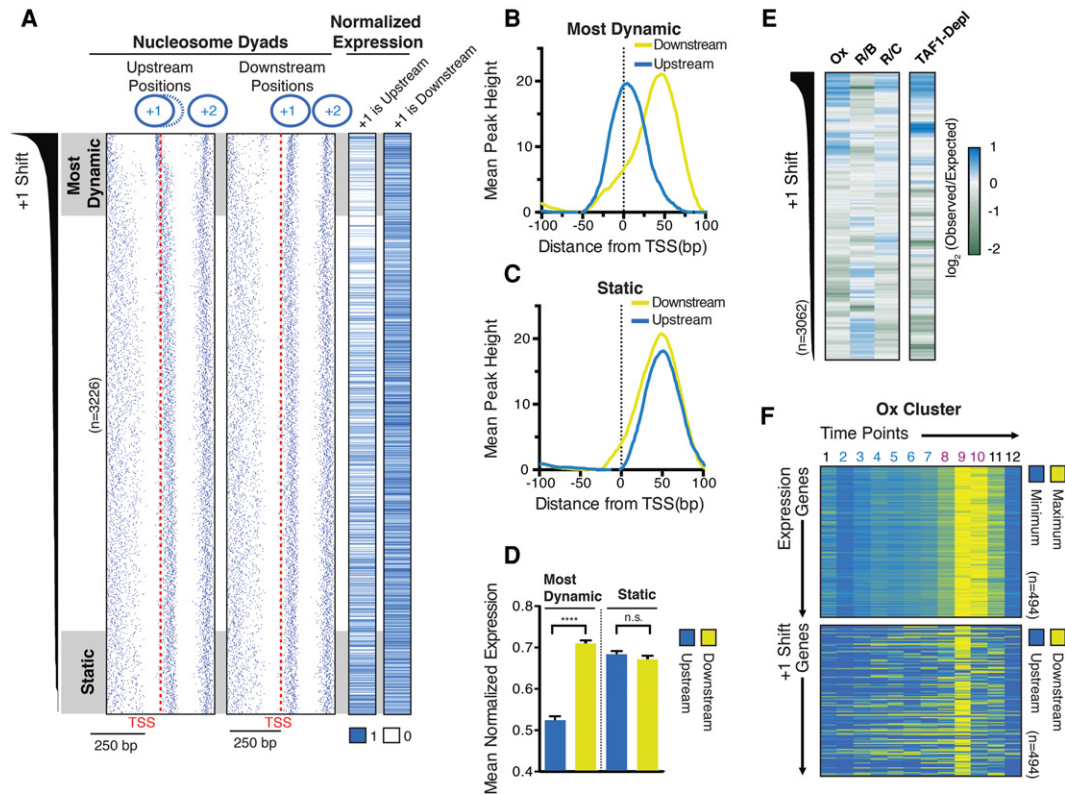 A
Nucleosome Dyads
Normalized
Expression
Upstream
Positions
Downstream
Positions
+1 is Upstream
+1 is Downstream
+1
+2
+1
+2
+1 Shift
Most
Dynamic
(n=3226)
Static
TSS
TSS
250 bp
250 bp
1
0
B
Most Dynamic
Downstream
Upstream
Mean Peak Height
20
10
0
-100
-50
0
50
100
Distance from TSS(bp)
C
Static
Downstream
Upstream
Mean Peak Height
20
10
0
-100
-50
0
50
100
Distance from TSS(bp)
D
Most
Dynamic
Static
Mean Normalized Expression
0.8
0.7
0.6
0.5
0.4
****
n.s.
Upstream
Downstream
E
Ox
R/B
R/C
TAF1-Depl
+1 Shift
(n=3062)
1
0
-1
-2
log2 (Observed/Expected)
F
Ox Cluster
Time Points
1 2 3 4 5 6 7 8 9 10 11 12
Expression
Genes
Minimum
Maximum
(n=494)
+1 Shift
Genes
Upstream
Downstream
(n=494)